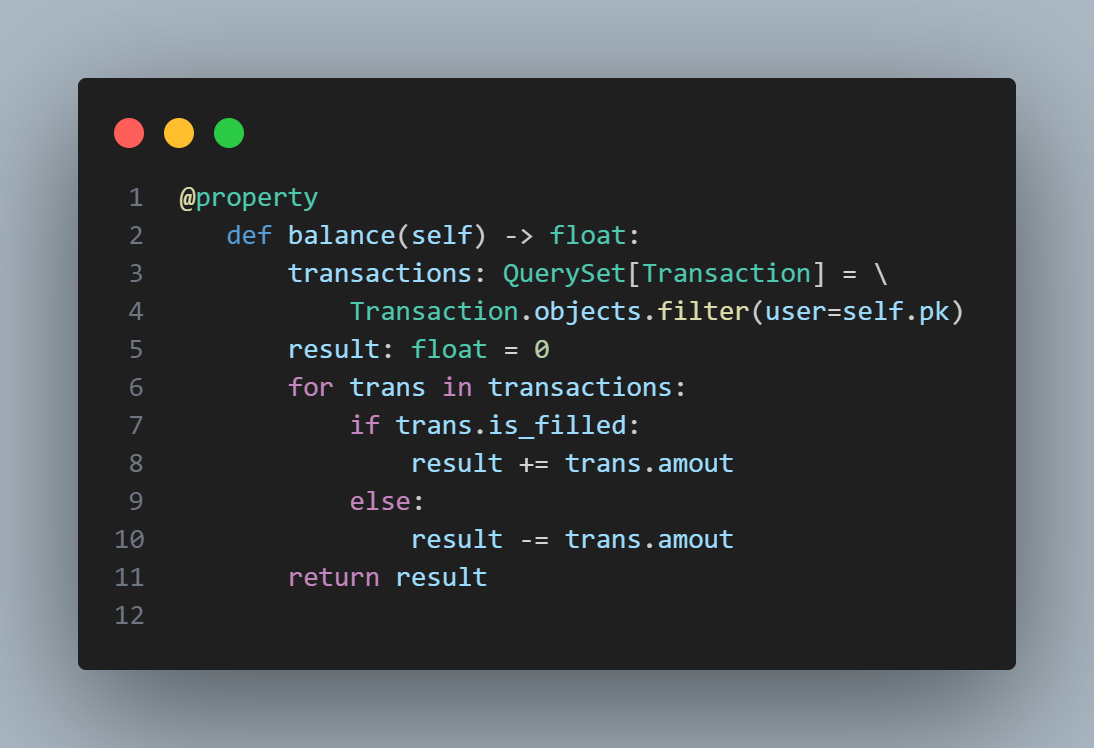 1 @property
2    def balance(self) -> float:
3        transactions: QuerySet[Transaction] = \
4            Transaction.objects.filter(user=self.pk)
5        result: float = 0
6        for trans in transactions:
7            if trans.is_filled:
8                result += trans.amout
9            else:
10                result -= trans.amout
11        return result
12